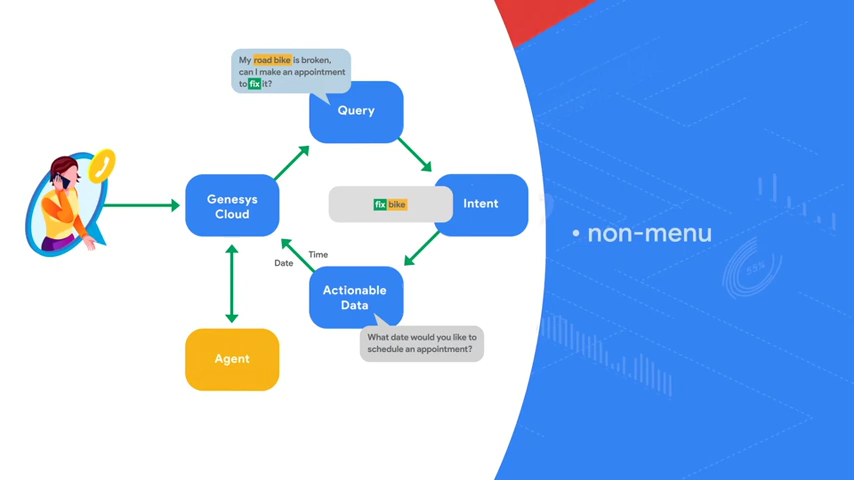 My road bike is broken,
can I make an appointment
to fix it?
Query
Genesys
Cloud
fix bike
Intent
• non-menu
Time
Date
Actionable
Data
What date would you like to
schedule an appointment?
Agent
55%